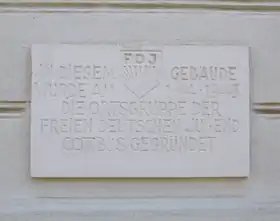 FDJ
IN DIESEM GEBÄUDE
WURDE AM
DIE ORTSGRUPPE DER
FREIEN DEUTSCHEN JUGEND
COTTBUS GEGRÜNDET